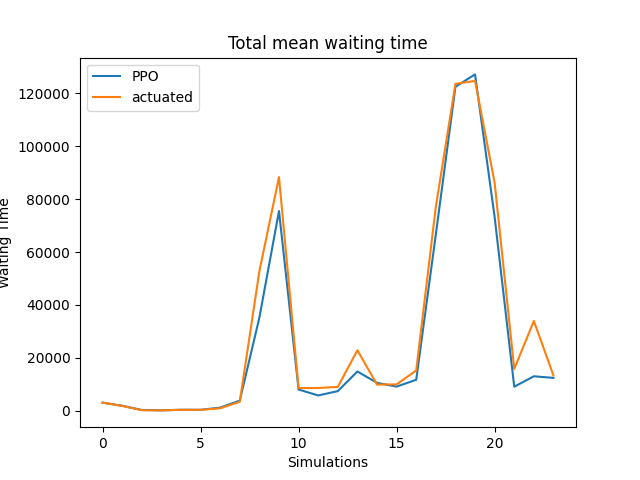 Total mean waiting time
PPO
actuated
120000
100000
80000
60000
40000
20000
0
Waiting Time
0 5 10 15 20
Simulations